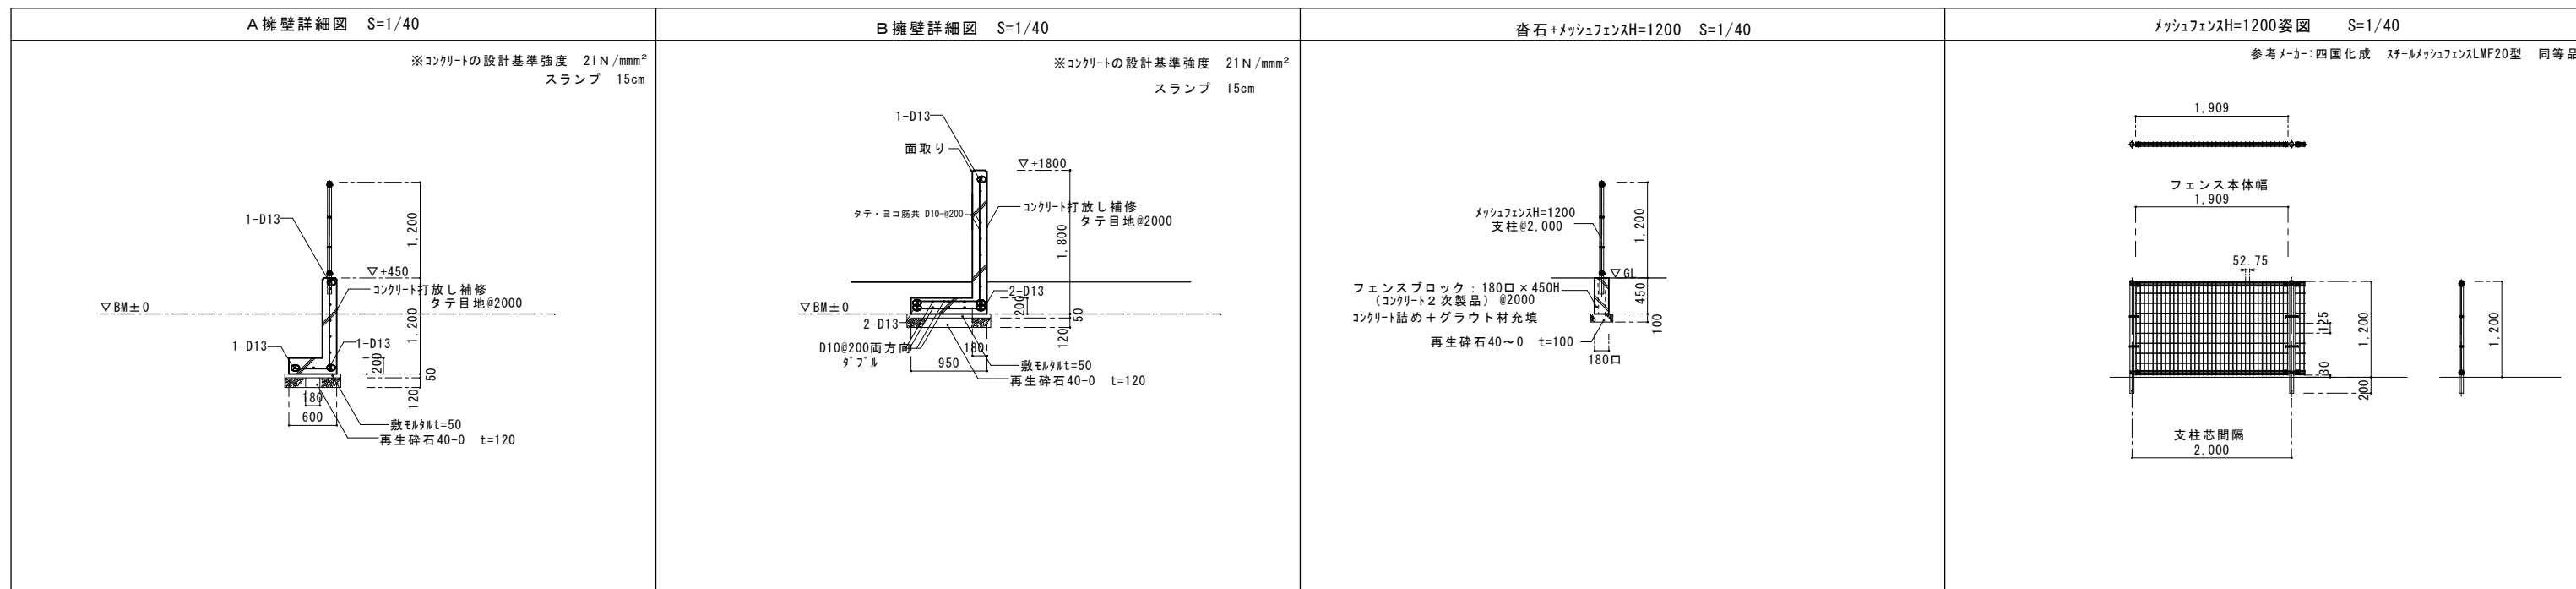 A擁壁詳細図 S=1/40
※ｺﾝｸﾘｰﾄの設計基準強度 21N/mmm²
スランプ 15cm
1-D13
1,200
▽+450
ｺﾝｸﾘｰﾄ打放し補修
タテ目地@2000
▽BM±0
1,200
1-D13
1-D13
200
50
120
180
600
敷ﾓﾙﾀﾙt=50
再生砕石40-0 t=120
B擁壁詳細図 S=1/40
※ｺﾝｸﾘｰﾄの設計基準強度 21N/mmm²
スランプ 15cm
1-D13
面取り
▽+1800
タテ・ヨコ筋共 D10-@200
ｺﾝｸﾘｰﾄ打放し補修
タテ目地@2000
1,800
▽BM±0
2-D13
200
50
2-D13
120
D10@200両方向
ﾀﾞﾌﾞﾙ
180
950
敷ﾓﾙﾀﾙt=50
再生砕石40-0 t=120
沓石+ﾒｯｼｭﾌｪﾝｽH=1200 S=1/40
ﾒｯｼｭﾌｪﾝｽH=1200
支柱@2,000
1,200
▽GL
フェンスブロック：180口×450H
(ｺﾝｸﾘｰﾄ２次製品) @2000
ｺﾝｸﾘｰﾄ詰め＋グラウト材充填
450
100
再生砕石40～0 t=100
180口
ﾒｯｼｭﾌｪﾝｽH=1200姿図 S=1/40
参考ﾒｰｶｰ:四国化成 ｽﾁｰﾙﾒｯｼｭﾌｪﾝｽLMF20型 同等品
1,909
フェンス本体幅
1,909
52.75
125
1,200
30
200
1,200
支柱芯間隔
2,000